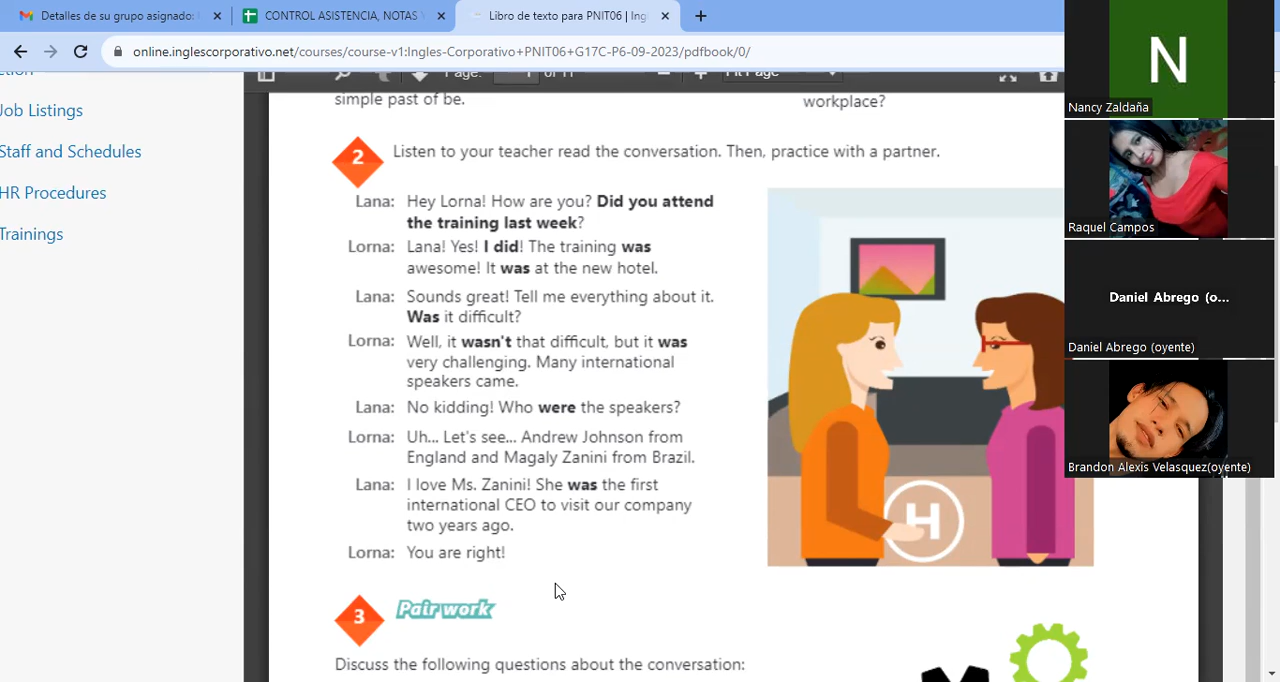 Detalles de su grupo asignado:
CONTROL ASISTENCIA, NOTAS Y
Libro de texto para PNIT06 | Ing
online.inglescorporativo.net/courses/course-v1:Ingles-Corporativo+PNIT06+G17C-P6-09-2023/pdfbook/0/
Job Listings
Staff and Schedules
HR Procedures
Trainings
Page:
of 11
Fit Page
simple past of be.
workplace?
2
Listen to your teacher read the conversation. Then, practice with a partner.
Lana: Hey Lorna! How are you? Did you attend
the training last week?
Lorna: Lana! Yes! I did! The training was
awesome! It was at the new hotel.
Lana: Sounds great! Tell me everything about it.
Was it difficult?
Lorna: Well, it wasn't that difficult, but it was
very challenging. Many international
speakers came.
Lana: No kidding! Who were the speakers?
Lorna: Uh... Let's see... Andrew Johnson from
England and Magaly Zanini from Brazil.
Lana: I love Ms. Zanini! She was the first
international CEO to visit our company
two years ago.
Lorna: You are right!
H
3
Pair work
Discuss the following questions about the conversation:
N
Nancy Zaldaña
Raquel Campos
Daniel Abrego (o...
Daniel Abrego (oyente)
Brandon Alexis Velasquez(oyente)